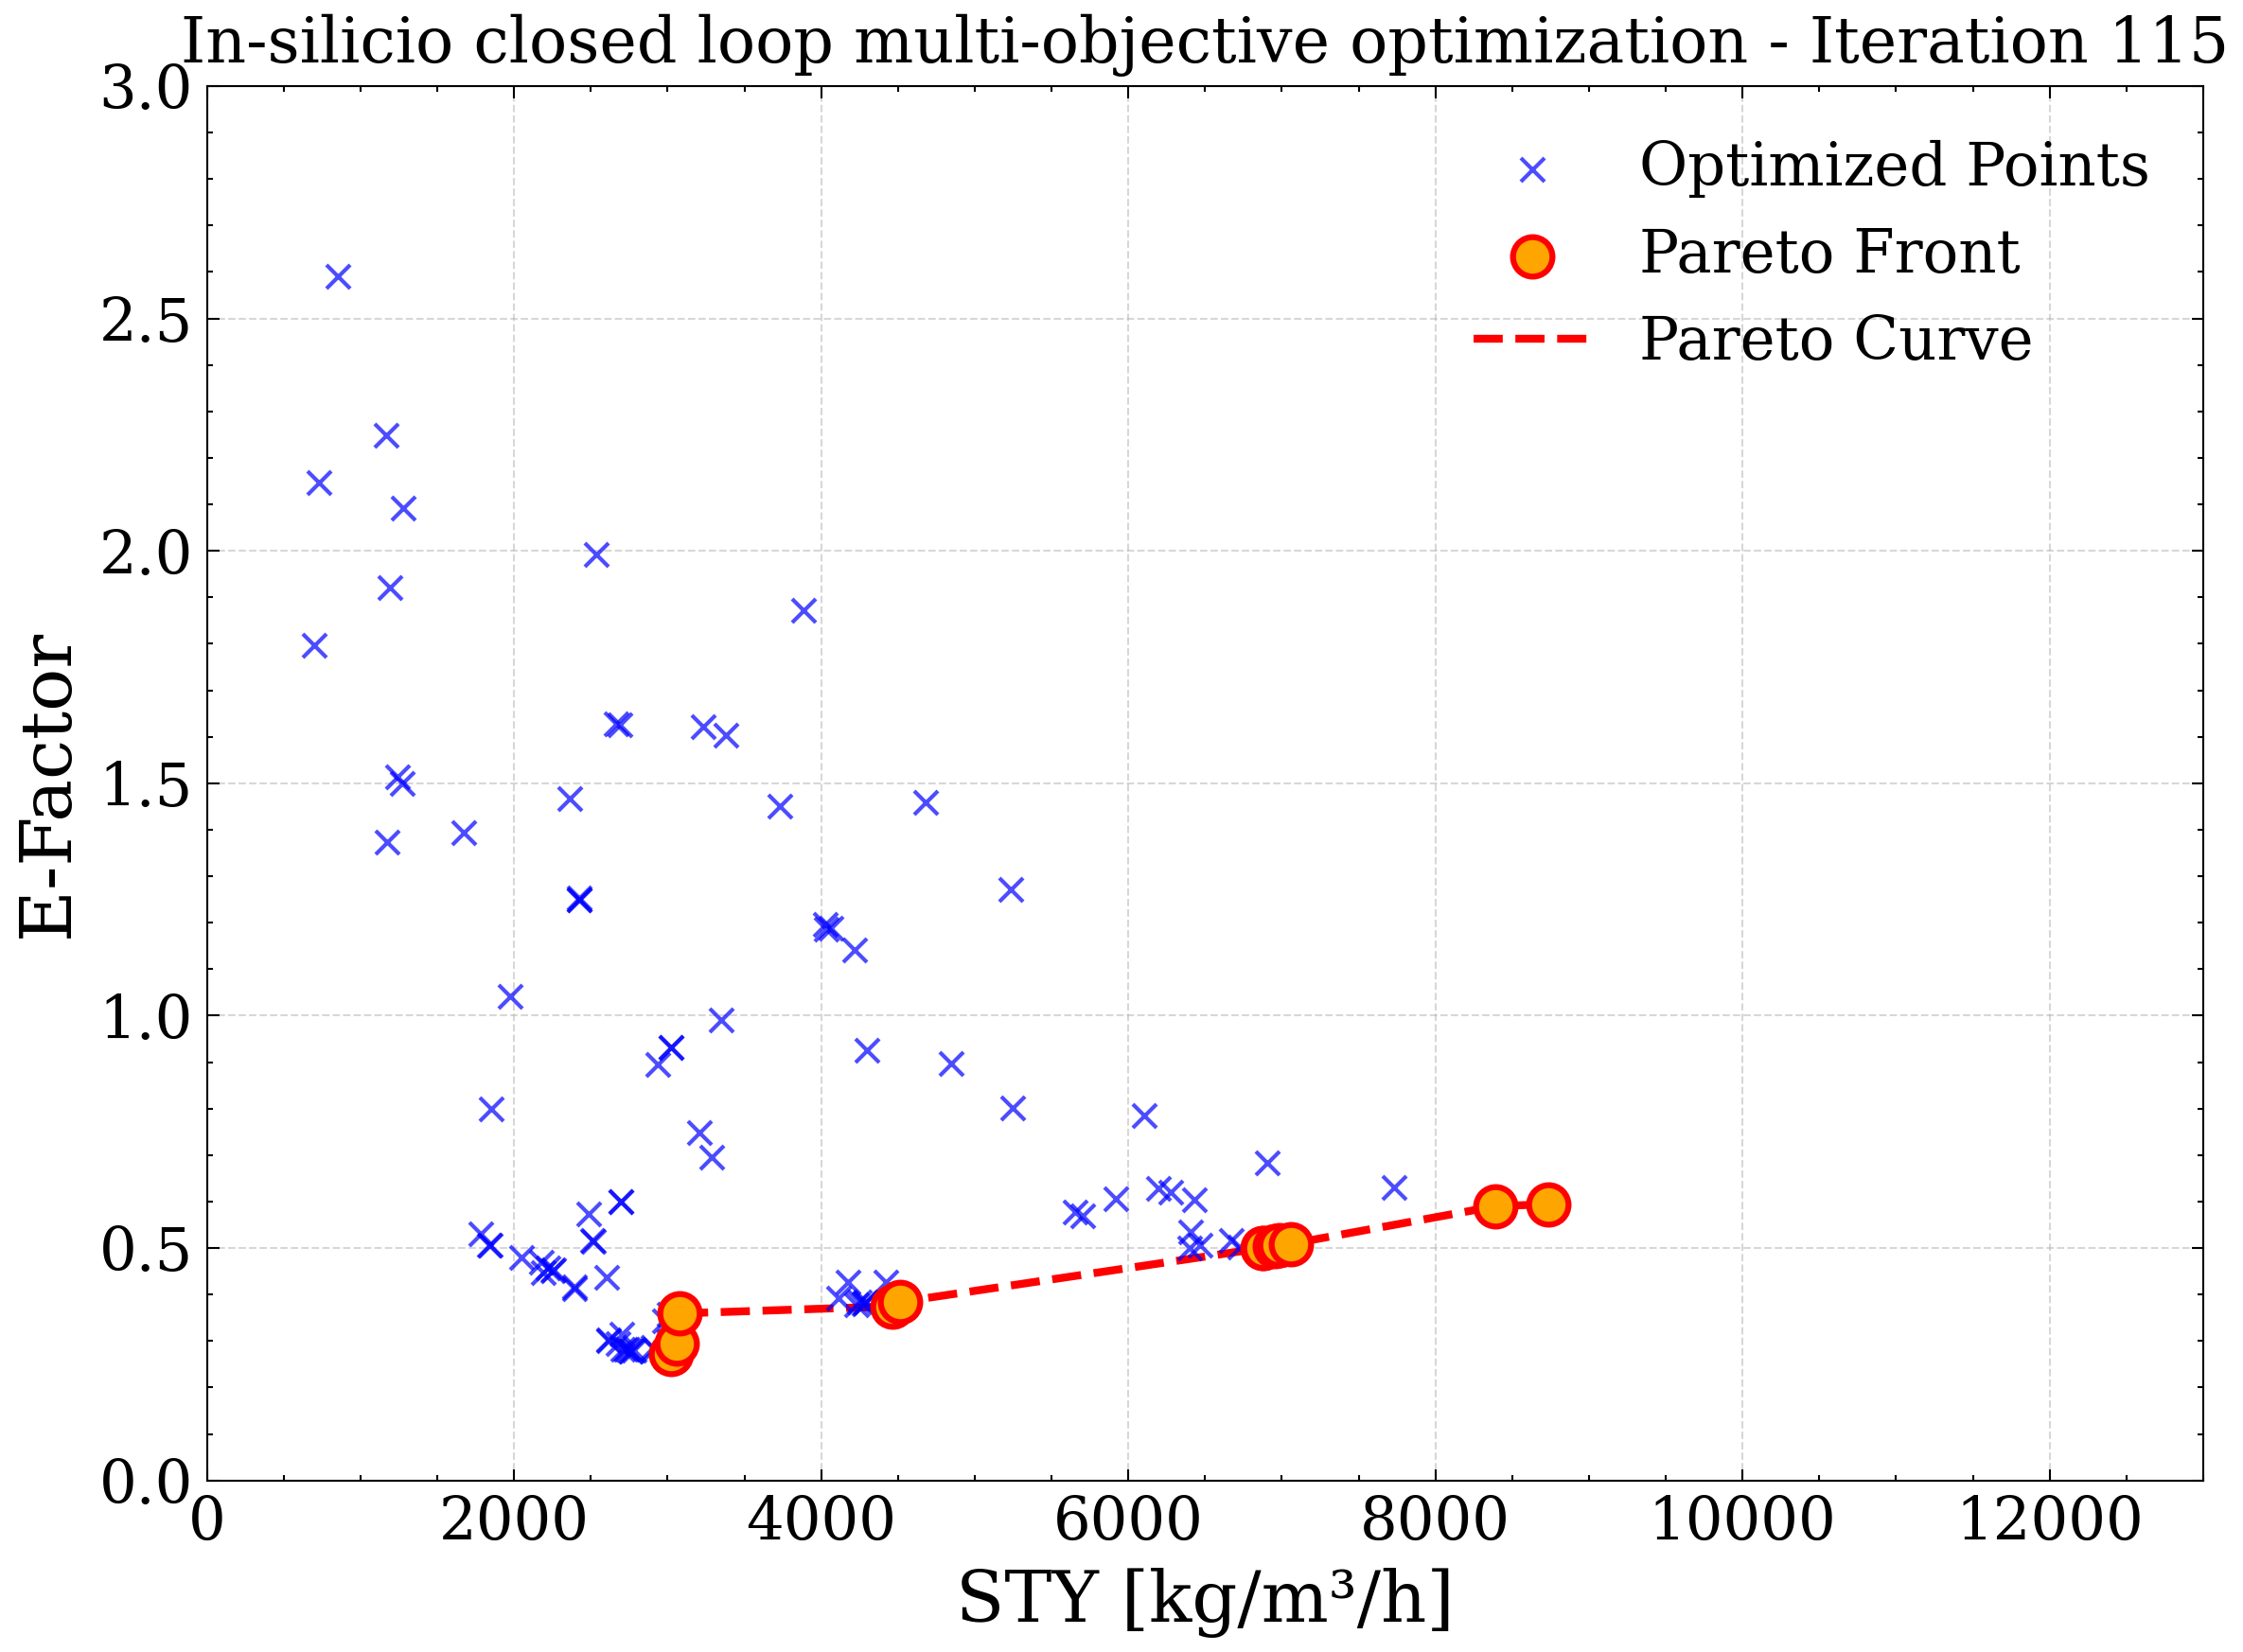 In-silicio closed loop multi-objective optimization - Iteration 115
3.0
2.5
2.0
1.5
1.0
0.5
0.0
E-Factor
Optimized Points
Pareto Front
Pareto Curve
0 2000 4000 6000 8000 10000 12000
STY [kg/m³/h]